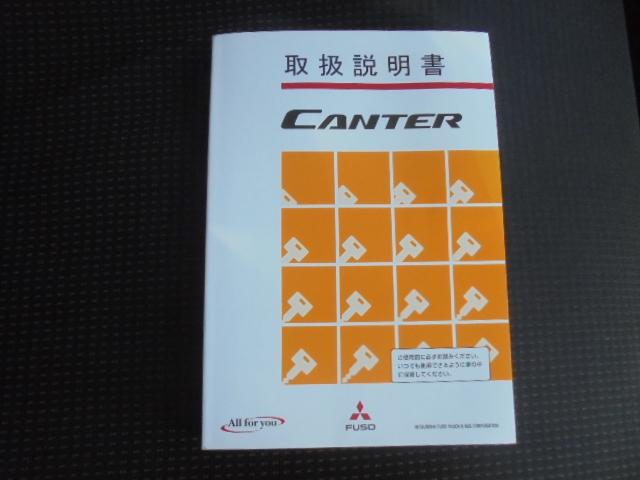 取扱説明書
CANTER
ご使用前に必ずお読みください。
いつでも使用できるように車の中
に保管してください。
All for you
FUSO
MITSUBISHI FUSO TRUCK & BUS CORPORATION